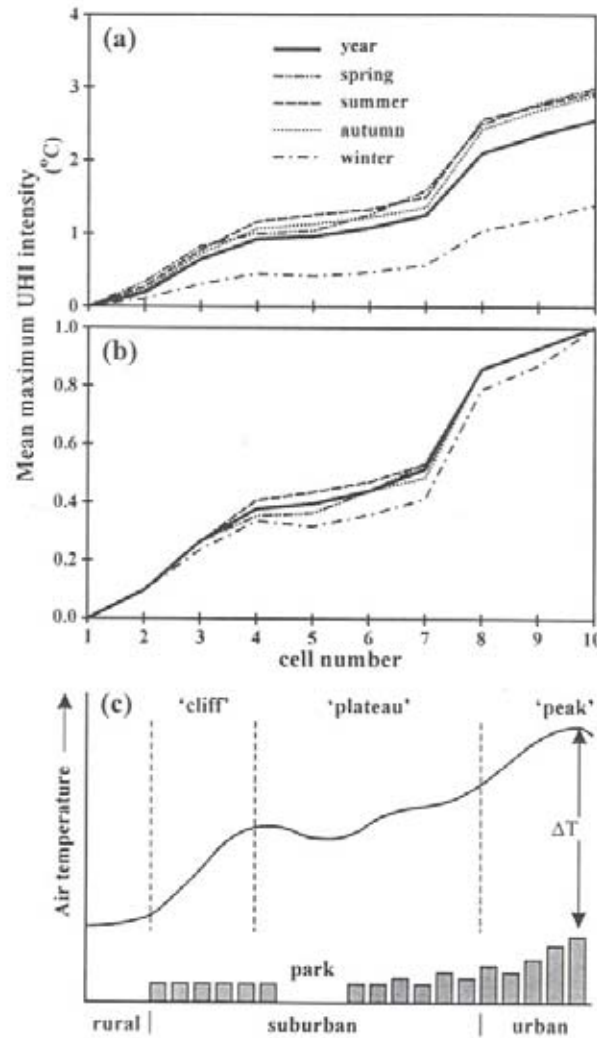 Mean maximum UHI intensity
(°C)
(a)
year
spring
summer
autumn
winter
4
3
2
1
0
(b)
1.0
0.8
0.6
0.4
0.2
0.0
1 2 3 4 5 6 7 8 9 10
cell number
(c)
'cliff' 'plateau' 'peak'
Air temperature
ΔT
park
rural suburban urban